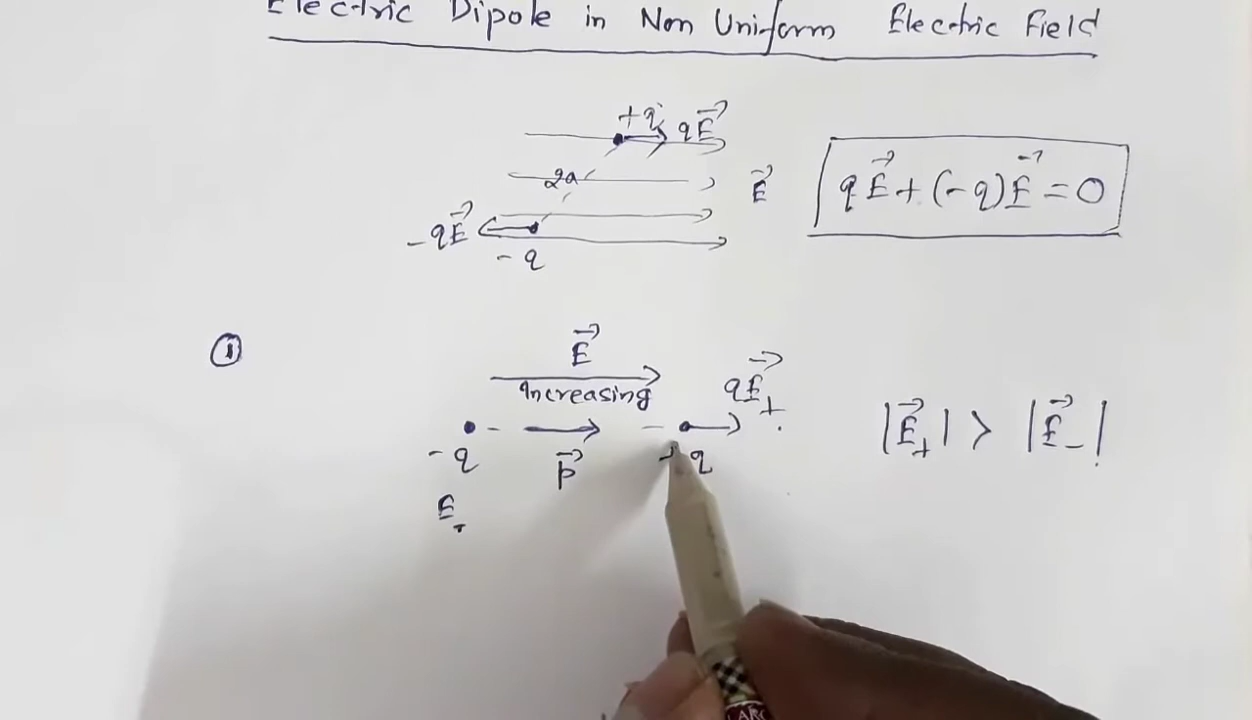 Electric Dipole in Non Uniform Electric Field
+q qE⃗
2a E⃗ qE⃗ + (-q)E⃗ = 0
-qE⃗
-q
① E⃗
Increasing qE⃗₊
|E⃗₊| > |E⃗₋|
-q p⃗ +q
E₋